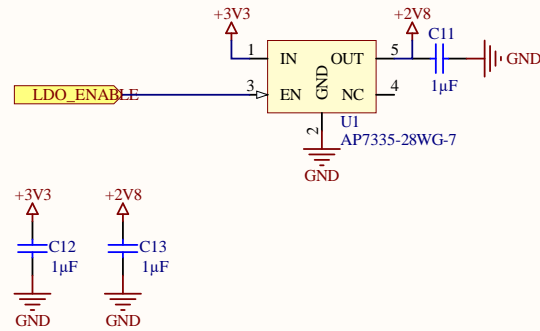 +3V3
+2V8
C11
1 IN OUT 5
GND
1µF
LDO_ENABLE
3 EN GND NC 4
2
U1
AP7335-28WG-7
GND
+3V3 +2V8
C12 C13
1µF 1µF
GND GND